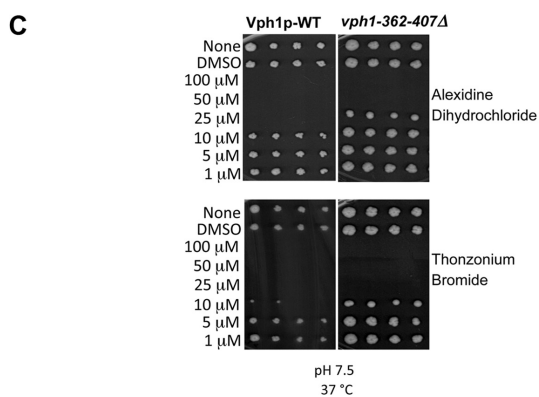 C
Vph1p-WT vph1-362-407Δ
None
DMSO
100 μM
50 μM
25 μM
10 μM
5 μM
1 μM
Alexidine
Dihydrochloride
None
DMSO
100 μM
50 μM
25 μM
10 μM
5 μM
1 μM
Thonzonium
Bromide
pH 7.5
37 °C